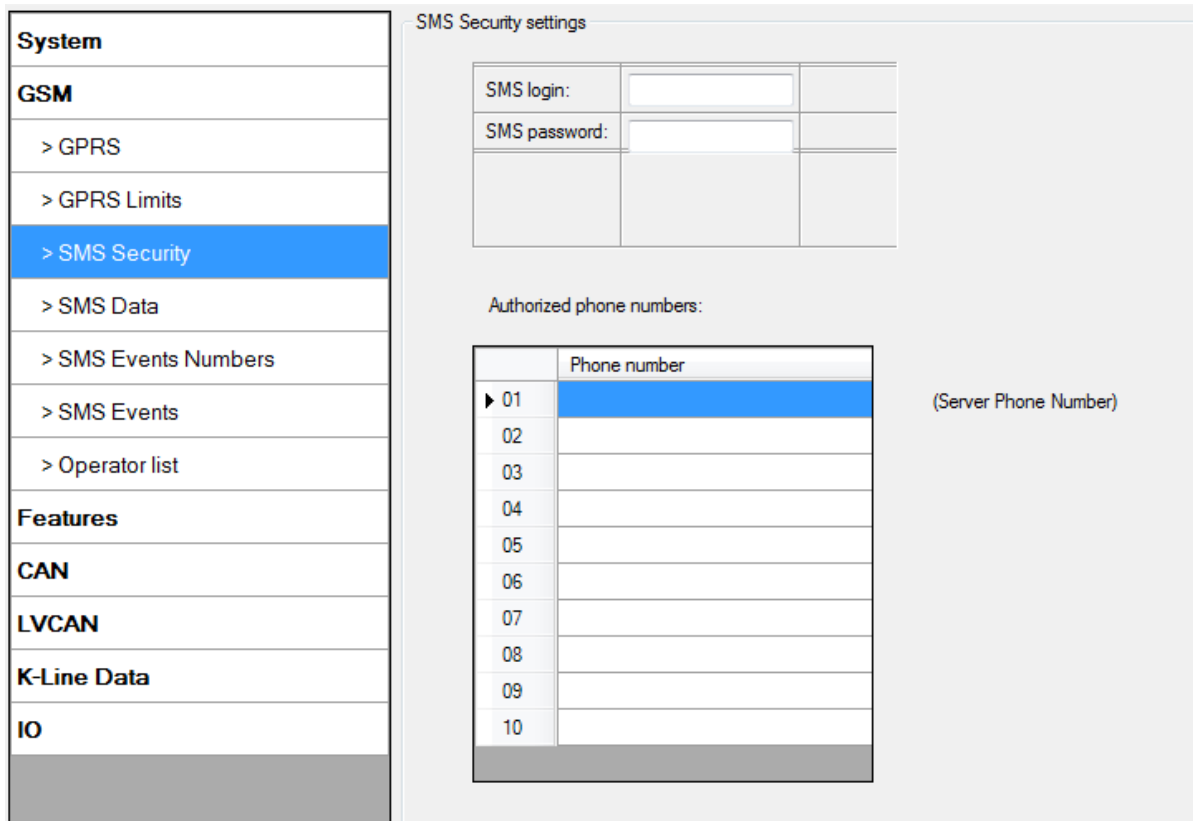 System
GSM
> GPRS
> GPRS Limits
> SMS Security
> SMS Data
> SMS Events Numbers
> SMS Events
> Operator list
Features
CAN
LVCAN
K-Line Data
IO
SMS Security settings
SMS login:
SMS password:
Authorized phone numbers:
Phone number
01 (Server Phone Number)
02
03
04
05
06
07
08
09
10